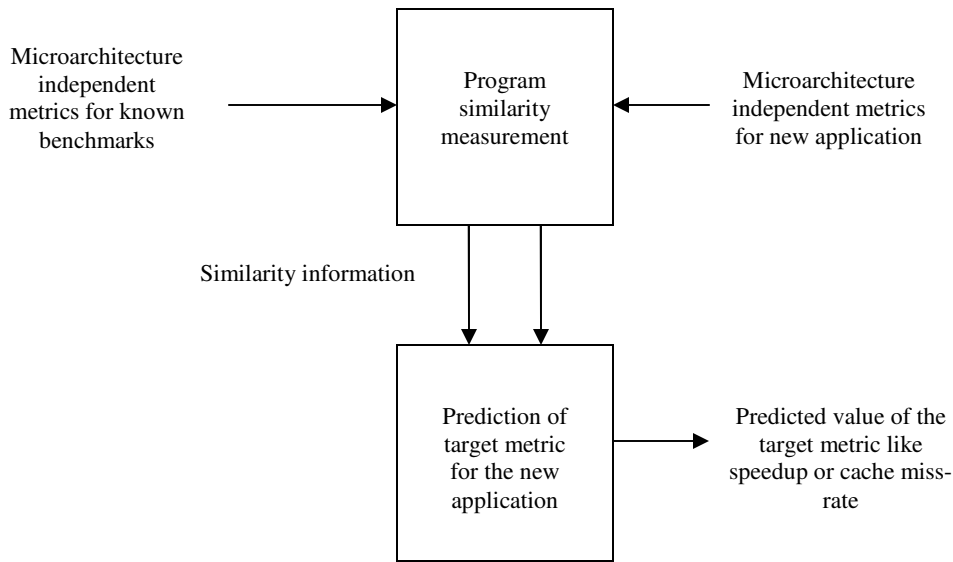 Microarchitecture
independent
metrics for known
benchmarks
Program
similarity
measurement
Microarchitecture
independent metrics
for new application
Similarity information
Prediction of
target metric
for the new
application
Predicted value of the
target metric like
speedup or cache miss-
rate